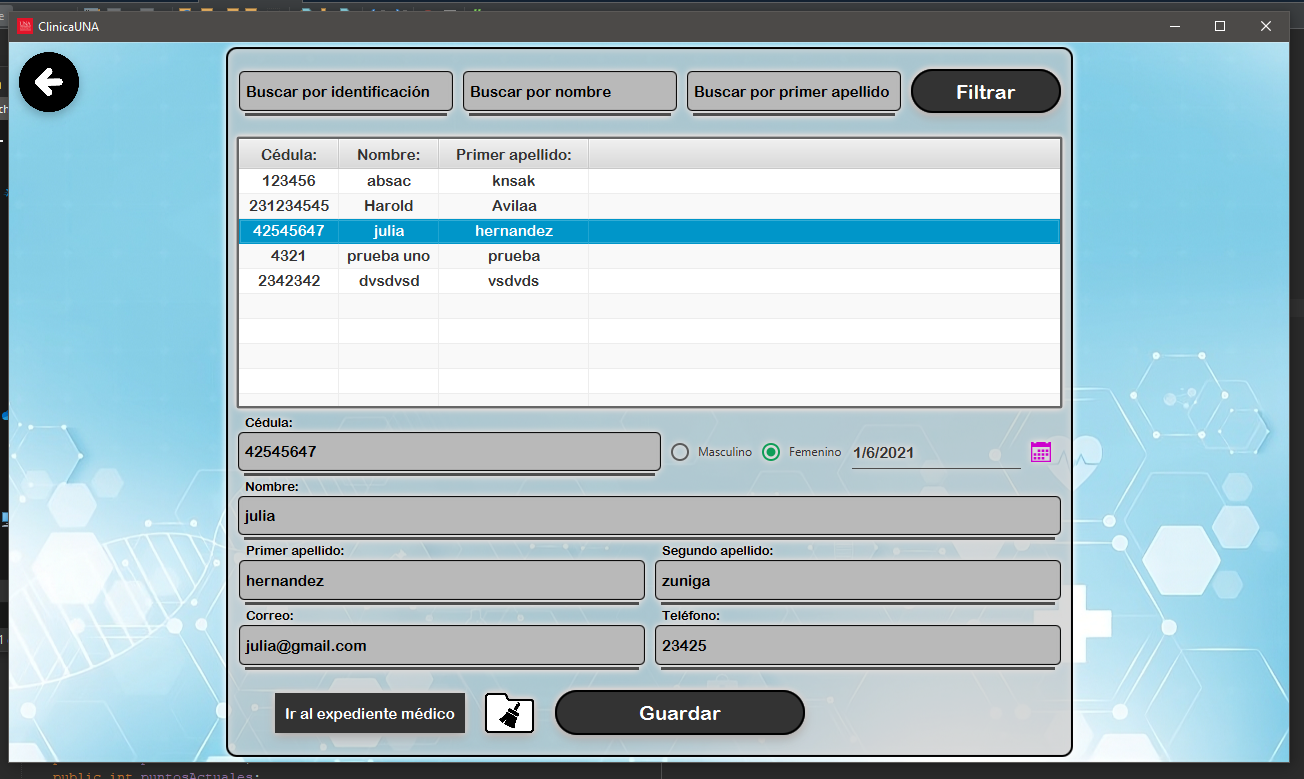 ClinicaUNA
Buscar por identificación Buscar por nombre Buscar por primer apellido Filtrar
Cédula: Nombre: Primer apellido:
123456 absac knsak
231234545 Harold Avilaa
42545647 julia hernandez
4321 prueba uno prueba
2342342 dvsdvsd vsdvds
Cédula:
42545647 Masculino Femenino 1/6/2021
Nombre:
julia
Primer apellido: Segundo apellido:
hernandez zuniga
Correo: Teléfono:
julia@gmail.com 23425
Ir al expediente médico Guardar
public int puntosActuales;